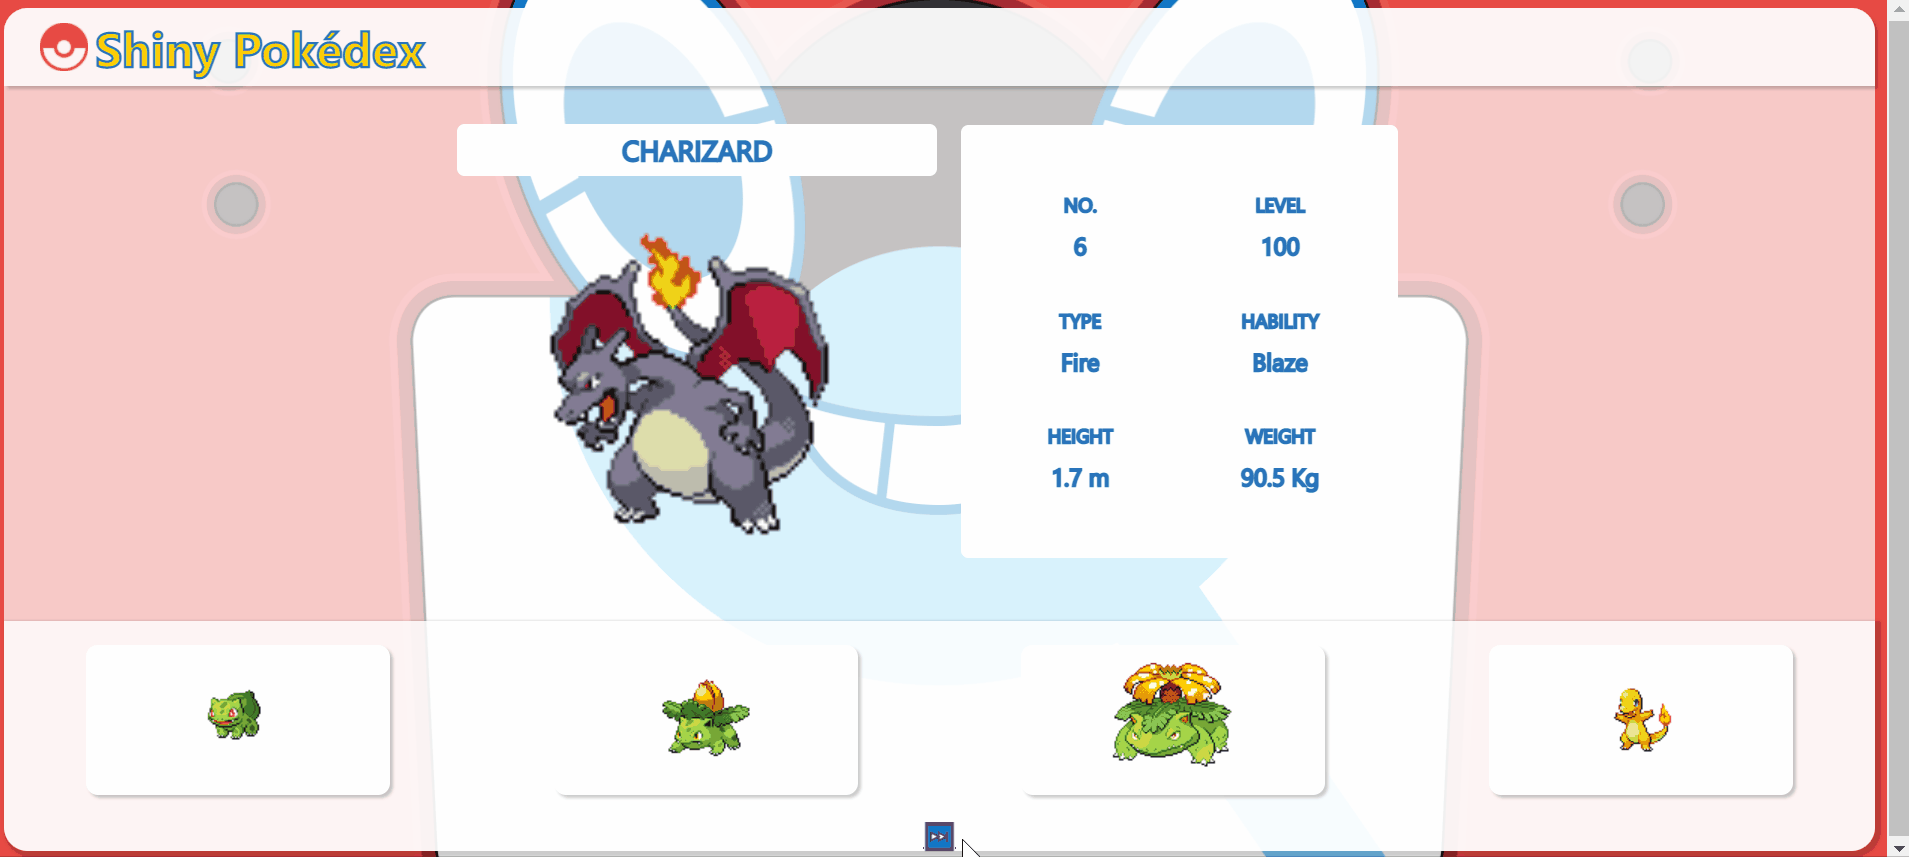 Shiny Pokédex
CHARIZARD
NO.
LEVEL
6
100
TYPE
HABILITY
Fire
Blaze
HEIGHT
WEIGHT
1.7 m
90.5 Kg